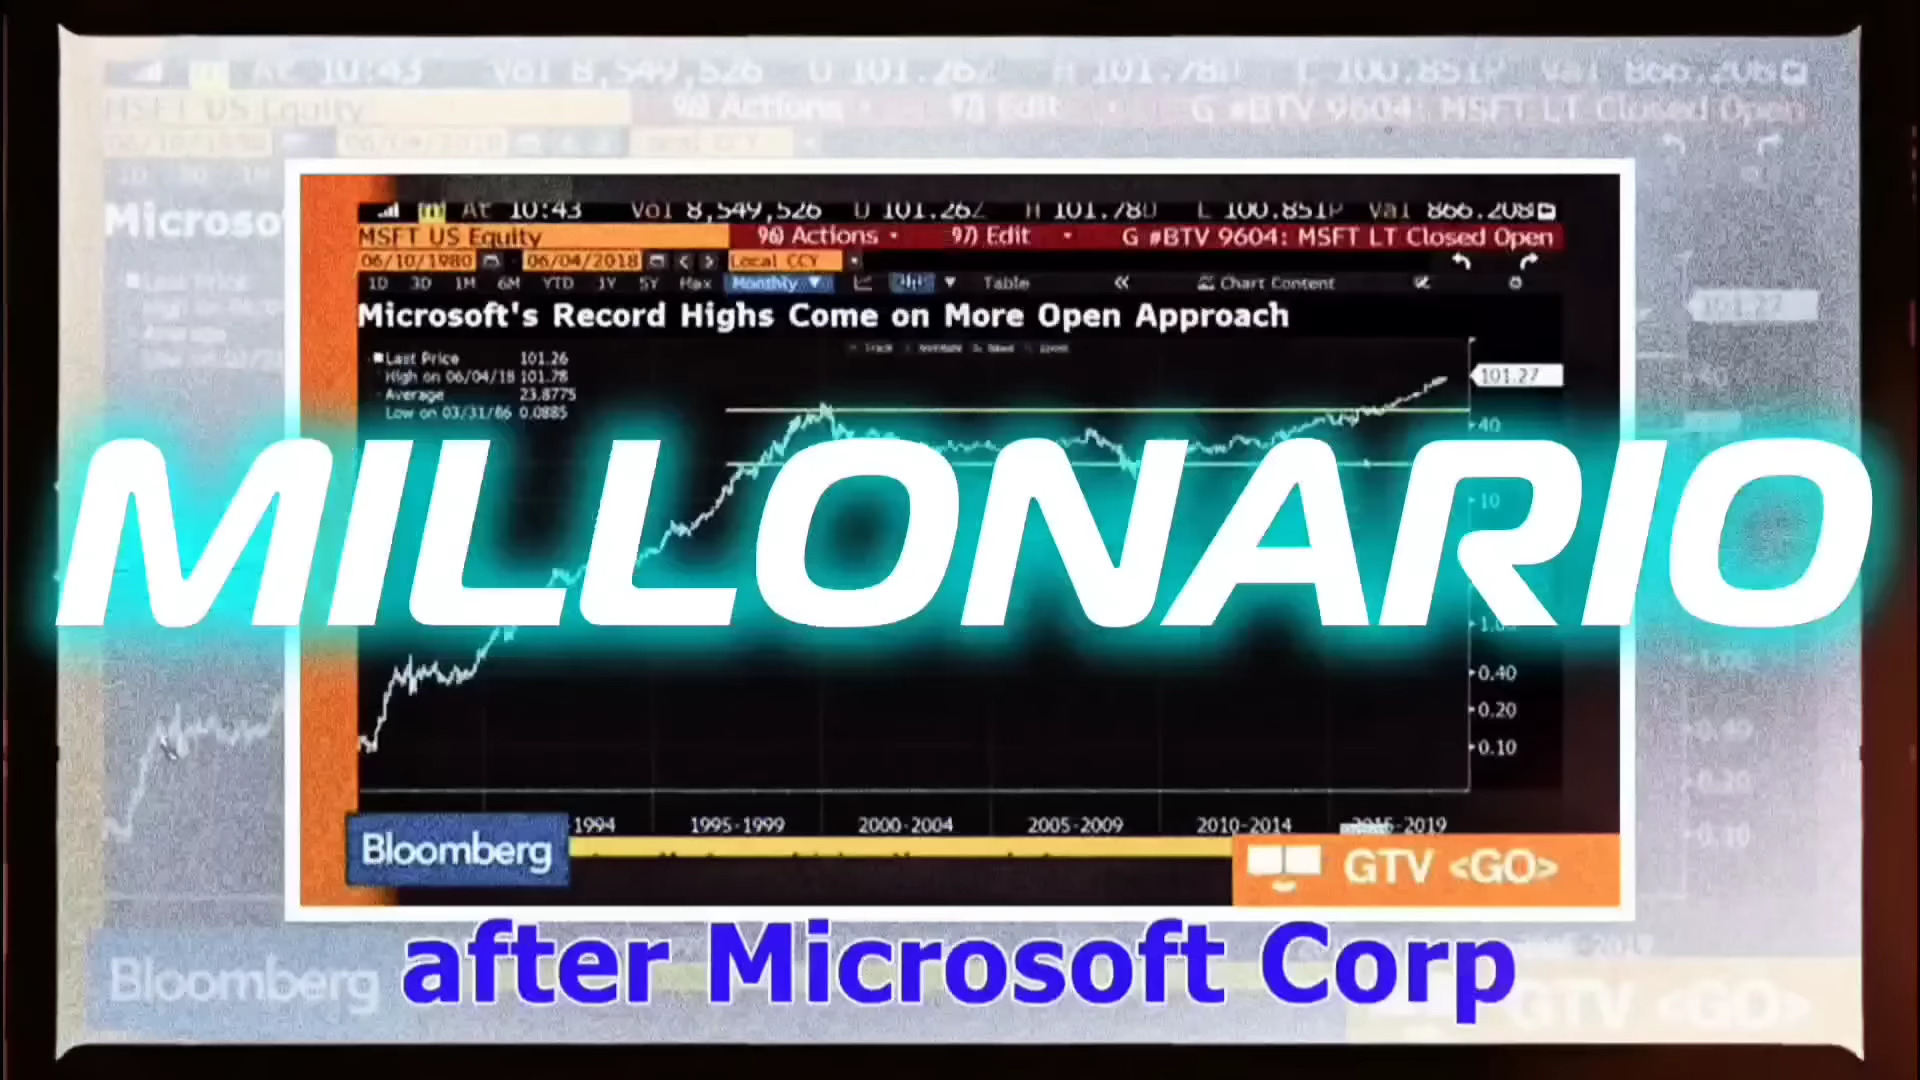 At 10:43 Vol 8,549,526 O 101.26Z H 101.78D L 100.851P Val 866.208
MSFT US Equity 96) Actions 97) Edit G #BTV 9604: MSFT LT Closed Open
06/10/1980 06/04/2018 Local CCY
1D 3D 1M 6M YTD 1Y 5Y Max Monthly Table Chart Content
Microsoft's Record Highs Come on More Open Approach
Last Price 101.26
High on 06/04/18 101.78
Average 23.8775
Low on 03/31/86 0.0885
101.27
40
MILLONARIO
10
0.40
0.20
0.10
1994 1995-1999 2000-2004 2005-2009 2010-2014 2015-2019
Bloomberg
GTV <GO>
after Microsoft Corp